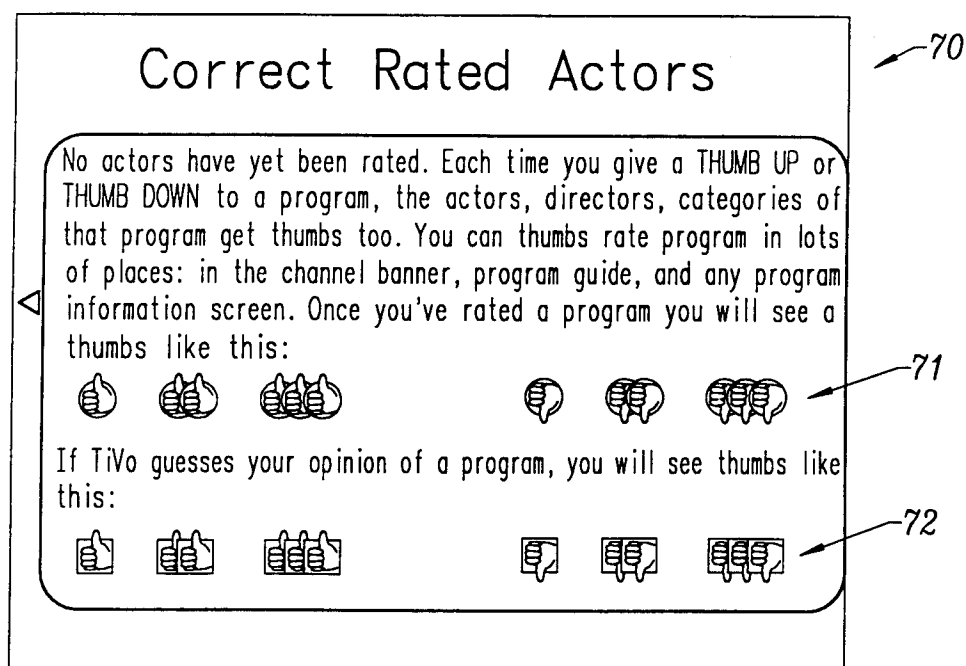 Correct Rated Actors
70
No actors have yet been rated. Each time you give a THUMB UP or
THUMB DOWN to a program, the actors, directors, categories of
that program get thumbs too. You can thumbs rate program in lots
of places: in the channel banner, program guide, and any program
information screen. Once you've rated a program you will see a
thumbs like this:
71
If TiVo guesses your opinion of a program, you will see thumbs like
this:
72